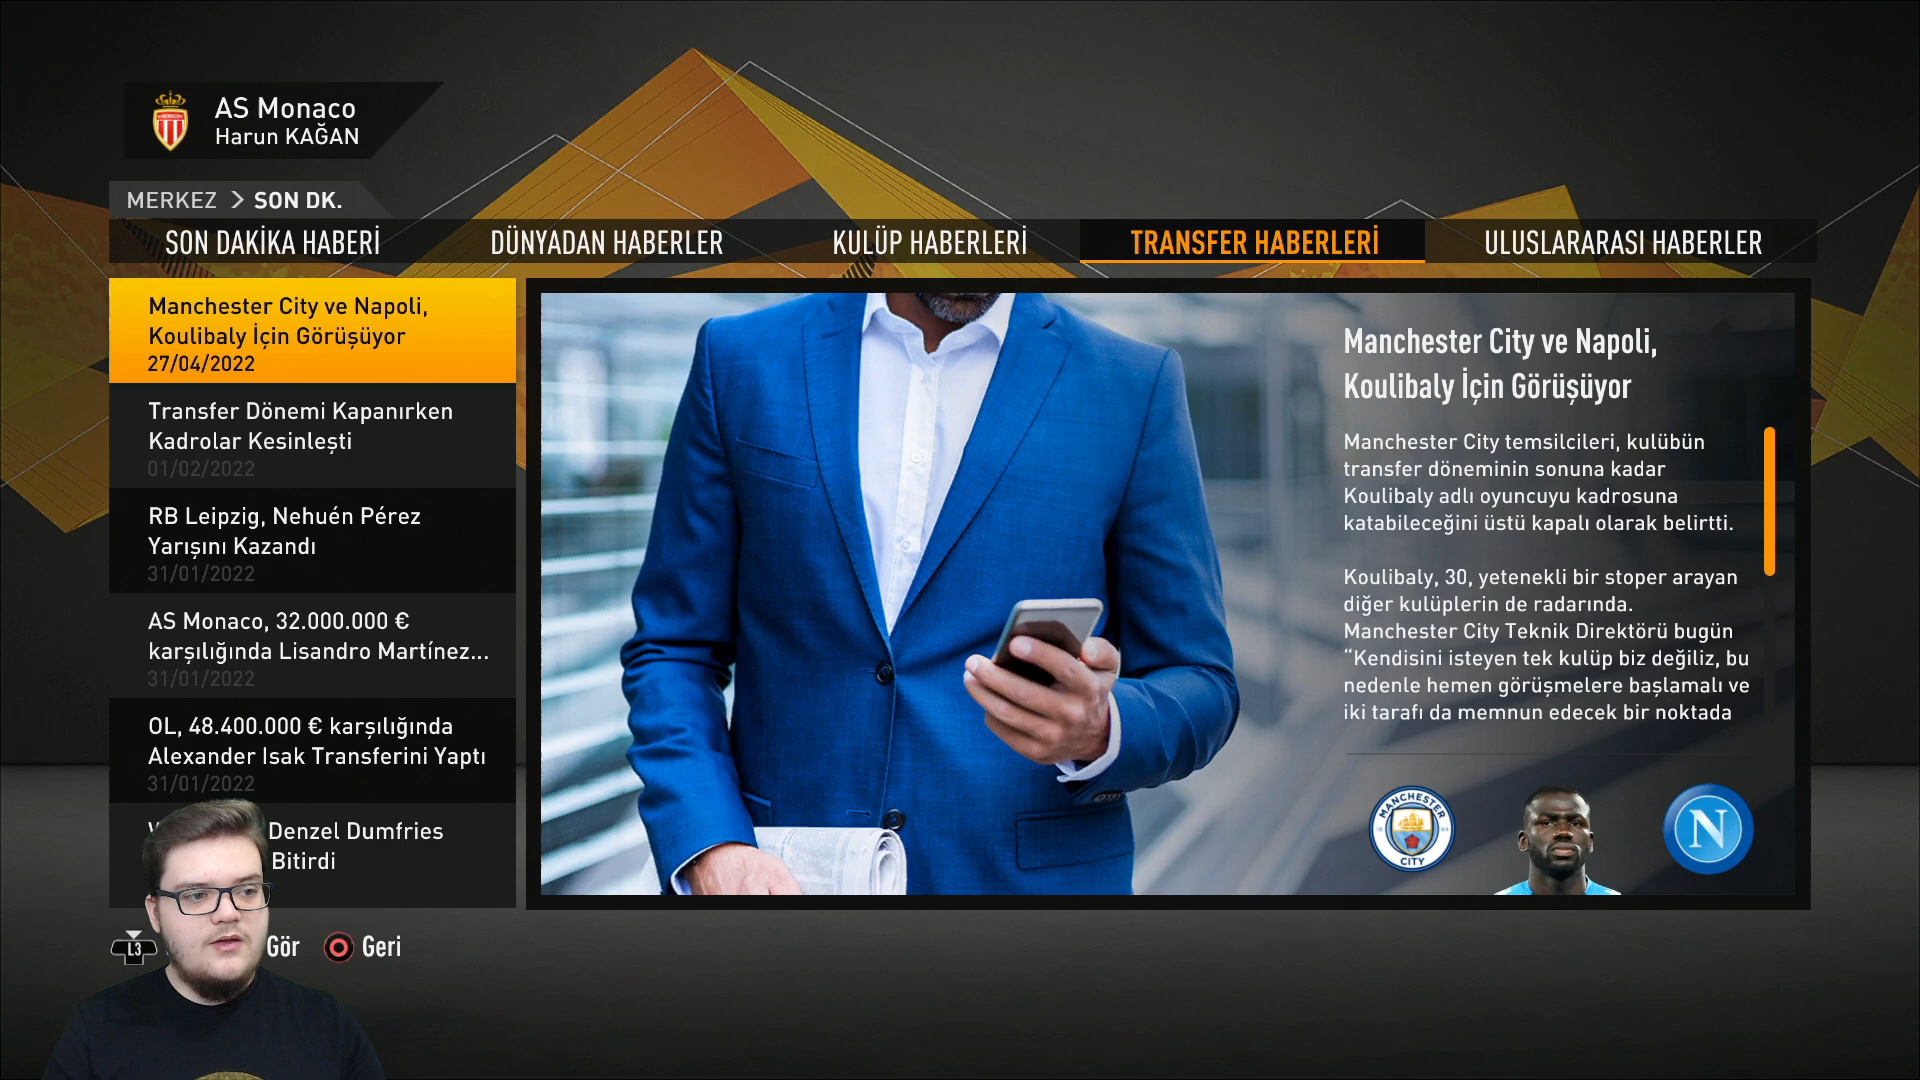 AS Monaco
Harun KAĞAN
MERKEZ > SON DK.
SON DAKİKA HABERİ
DÜNYADAN HABERLER
KULÜP HABERLERİ
TRANSFER HABERLERİ
ULUSLARARASI HABERLER
Manchester City ve Napoli,
Koulibaly İçin Görüşüyor
27/04/2022
Transfer Dönemi Kapanırken
Kadrolar Kesinleşti
01/02/2022
RB Leipzig, Nehuén Pérez
Yarışını Kazandı
31/01/2022
AS Monaco, 32.000.000 €
karşılığında Lisandro Martínez...
31/01/2022
OL, 48.400.000 € karşılığında
Alexander Isak Transferini Yaptı
31/01/2022
Denzel Dumfries
Bitirdi
Manchester City ve Napoli,
Koulibaly İçin Görüşüyor
Manchester City temsilcileri, kulübün
transfer döneminin sonuna kadar
Koulibaly adlı oyuncuyu kadrosuna
katabileceğini üstü kapalı olarak belirtti.
Koulibaly, 30, yetenekli bir stoper arayan
diğer kulüplerin de radarında.
Manchester City Teknik Direktörü bugün
“Kendisini isteyen tek kulüp biz değiliz, bu
nedenle hemen görüşmelere başlamalı ve
iki tarafı da memnun edecek bir noktada
MANCHESTER
CITY
N
L3
Gör
Geri